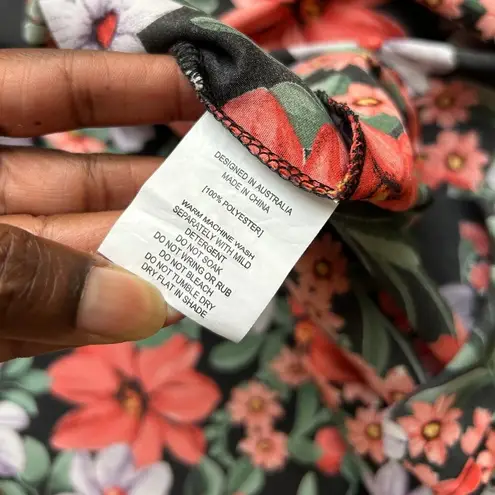 DESIGNED IN AUSTRALIA
MADE IN CHINA
[100% POLYESTER]
WARM MACHINE WASH
SEPARATELY WITH MILD
DETERGENT
DO NOT SOAK
DO NOT WRING OR RUB
DO NOT BLEACH
DO NOT TUMBLE DRY
DRY FLAT IN SHADE